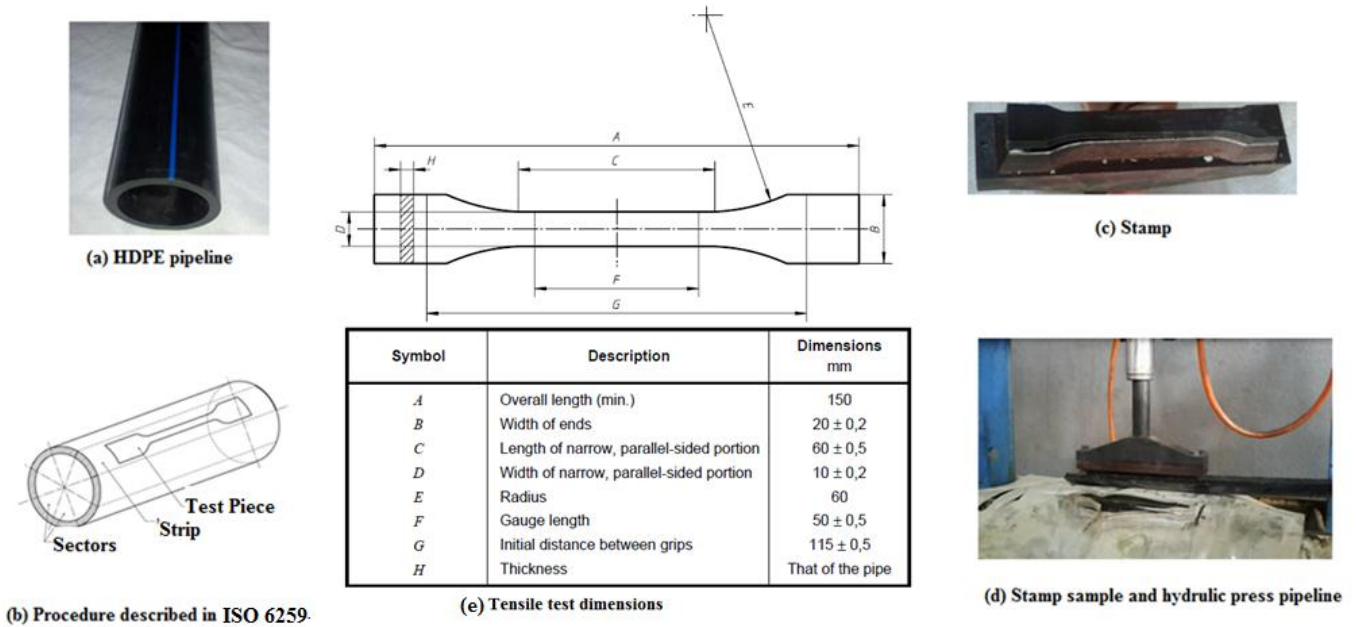 (a) HDPE pipeline
Test Piece
Strip
Sectors
(b) Procedure described in ISO 6259.
E
A
H
C
D
B
F
G
Symbol Description Dimensions mm
A Overall length (min.) 150
B Width of ends 20 ± 0,2
C Length of narrow, parallel-sided portion 60 ± 0,5
D Width of narrow, parallel-sided portion 10 ± 0,2
E Radius 60
F Gauge length 50 ± 0,5
G Initial distance between grips 115 ± 0,5
H Thickness That of the pipe
(e) Tensile test dimensions
(c) Stamp
(d) Stamp sample and hydrulic press pipeline